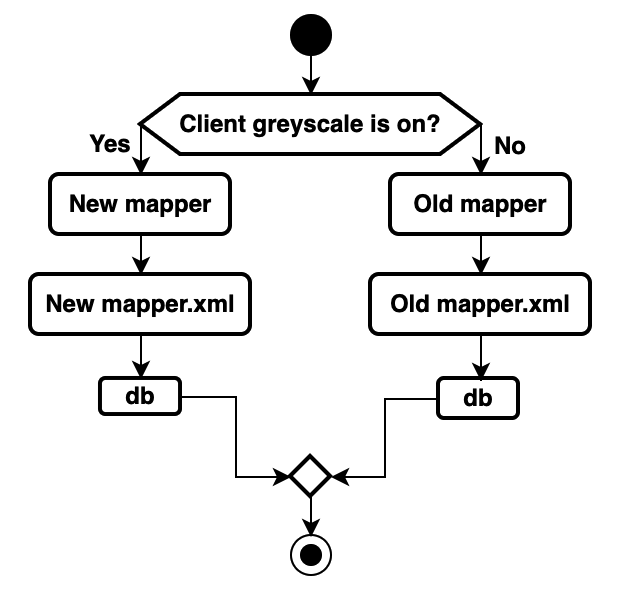 Client greyscale is on?
Yes
No
New mapper
Old mapper
New mapper.xml
Old mapper.xml
db
db